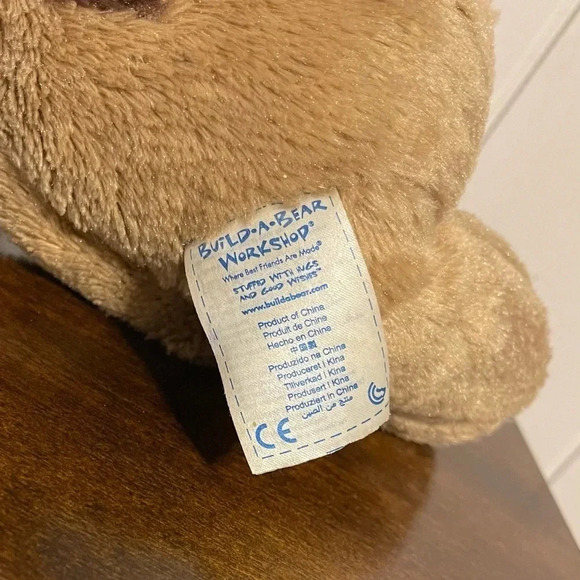 BUILD-A-BEAR
WORKSHOP®
Where Best Friends Are Made®
STUFFED WITH HUGS
AND GOOD WISHES™
www.buildabear.com
Product of China
Produit de Chine
Hecho en China
中国製
Produzido na China
Produceret i Kina
Tillverkad i Kina
Produsert i Kina
Produziert in China
منتج من الصين
CE